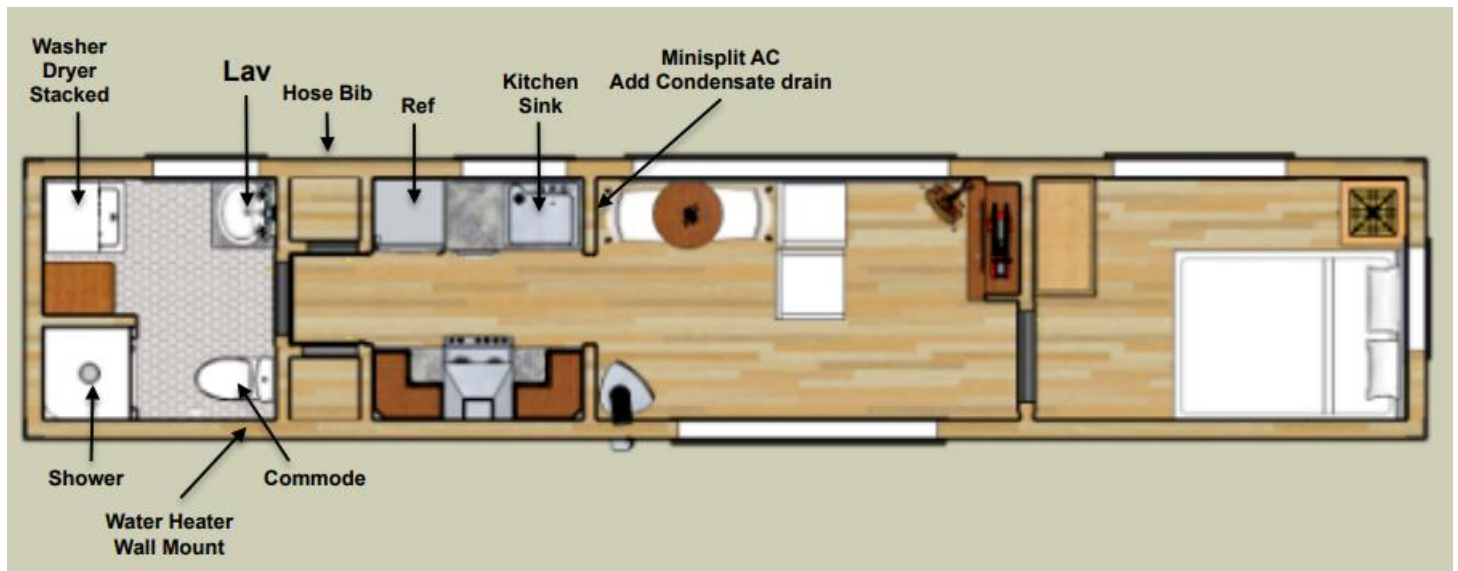 Washer
Dryer
Stacked
Lav
Hose Bib
Ref
Kitchen
Sink
Minisplit AC
Add Condensate drain
Shower
Water Heater
Wall Mount
Commode